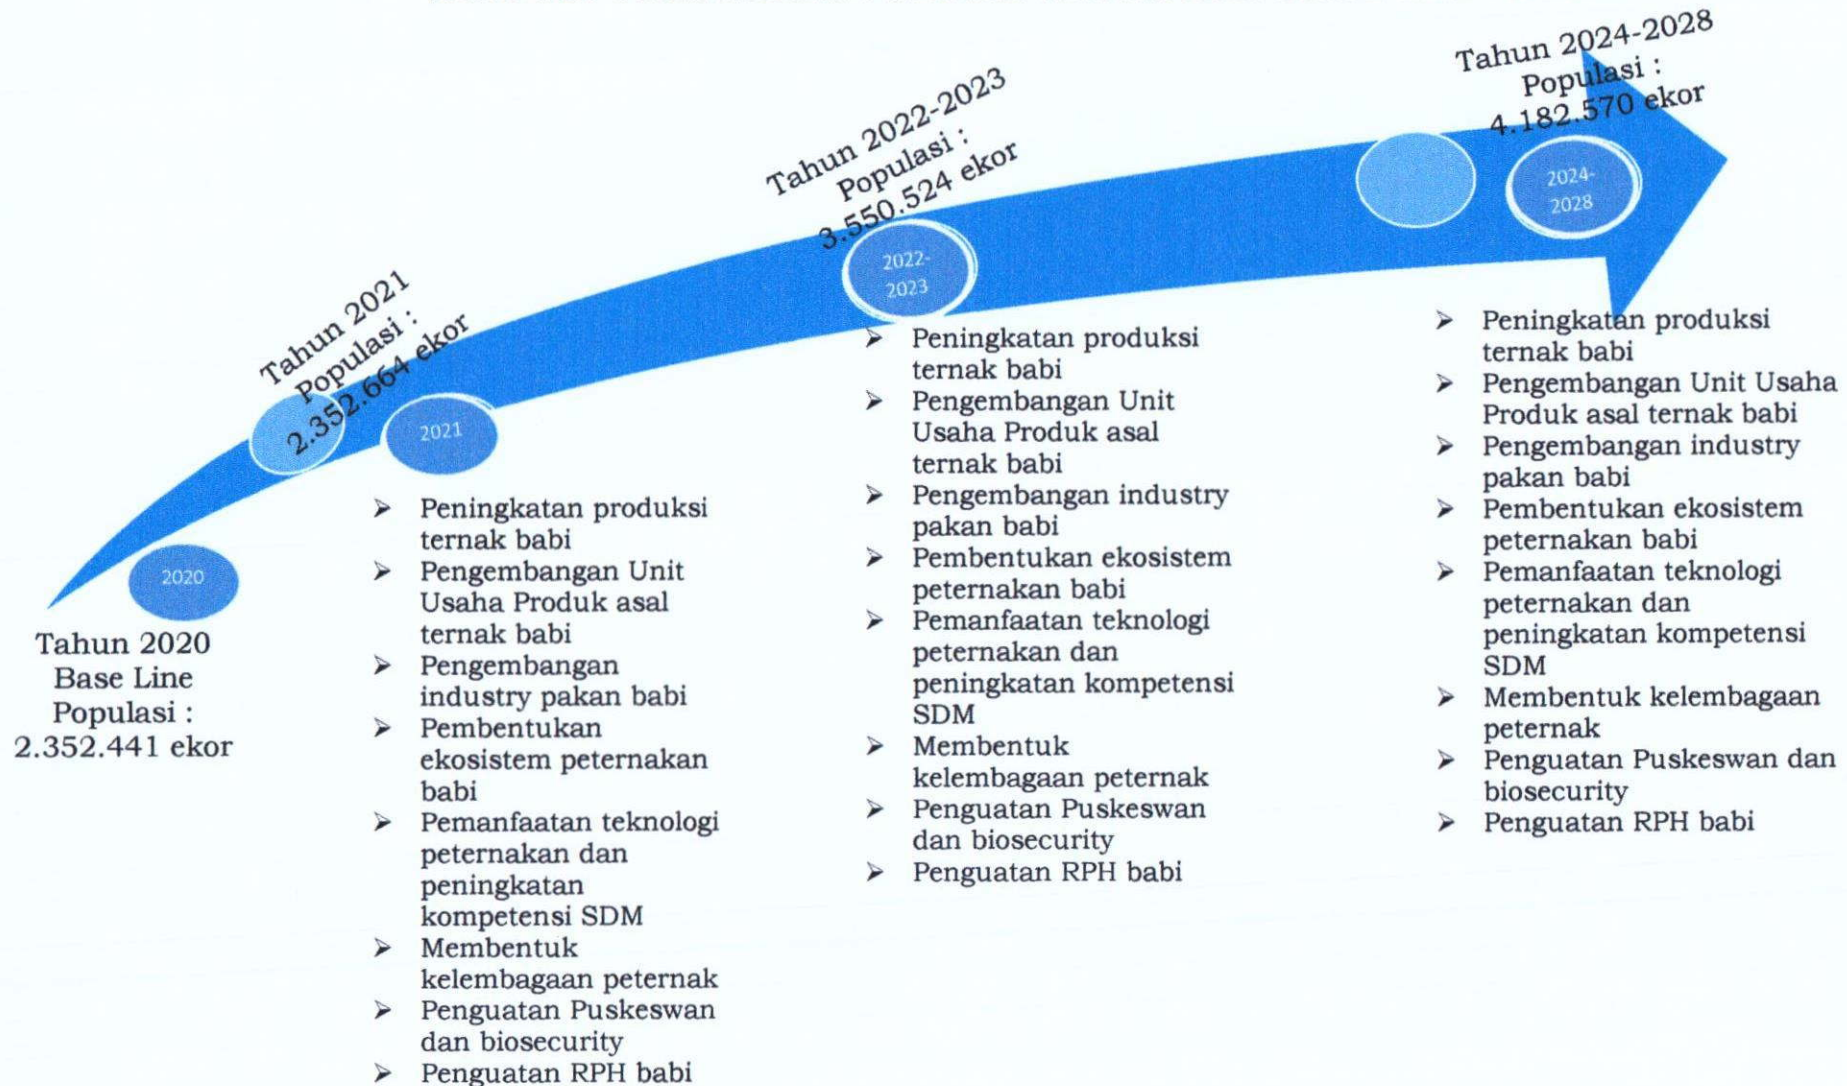 Tahun 2020
Base Line
Populasi :
2.352.441 ekor
2020
Tahun 2021
Populasi :
2.352.664 ekor
2021
➤ Peningkatan produksi
ternak babi
➤ Pengembangan Unit
Usaha Produk asal
ternak babi
➤ Pengembangan
industry pakan babi
➤ Pembentukan
ekosistem peternakan
babi
➤ Pemanfaatan teknologi
peternakan dan
peningkatan
kompetensi SDM
➤ Membentuk
kelembagaan peternak
➤ Penguatan Puskeswan
dan biosecurity
➤ Penguatan RPH babi
Tahun 2022-2023
Populasi :
3.550.524 ekor
2022-
2023
➤ Peningkatan produksi
ternak babi
➤ Pengembangan Unit
Usaha Produk asal
ternak babi
➤ Pengembangan industry
pakan babi
➤ Pembentukan ekosistem
peternakan babi
➤ Pemanfaatan teknologi
peternakan dan
peningkatan kompetensi
SDM
➤ Membentuk
kelembagaan peternak
➤ Penguatan Puskeswan
dan biosecurity
➤ Penguatan RPH babi
Tahun 2024-2028
Populasi :
4.182.570 ekor
2024-
2028
➤ Peningkatan produksi
ternak babi
➤ Pengembangan Unit Usaha
Produk asal ternak babi
➤ Pengembangan industry
pakan babi
➤ Pembentukan ekosistem
peternakan babi
➤ Pemanfaatan teknologi
peternakan dan
peningkatan kompetensi
SDM
➤ Membentuk kelembagaan
peternak
➤ Penguatan Puskeswan dan
biosecurity
➤ Penguatan RPH babi